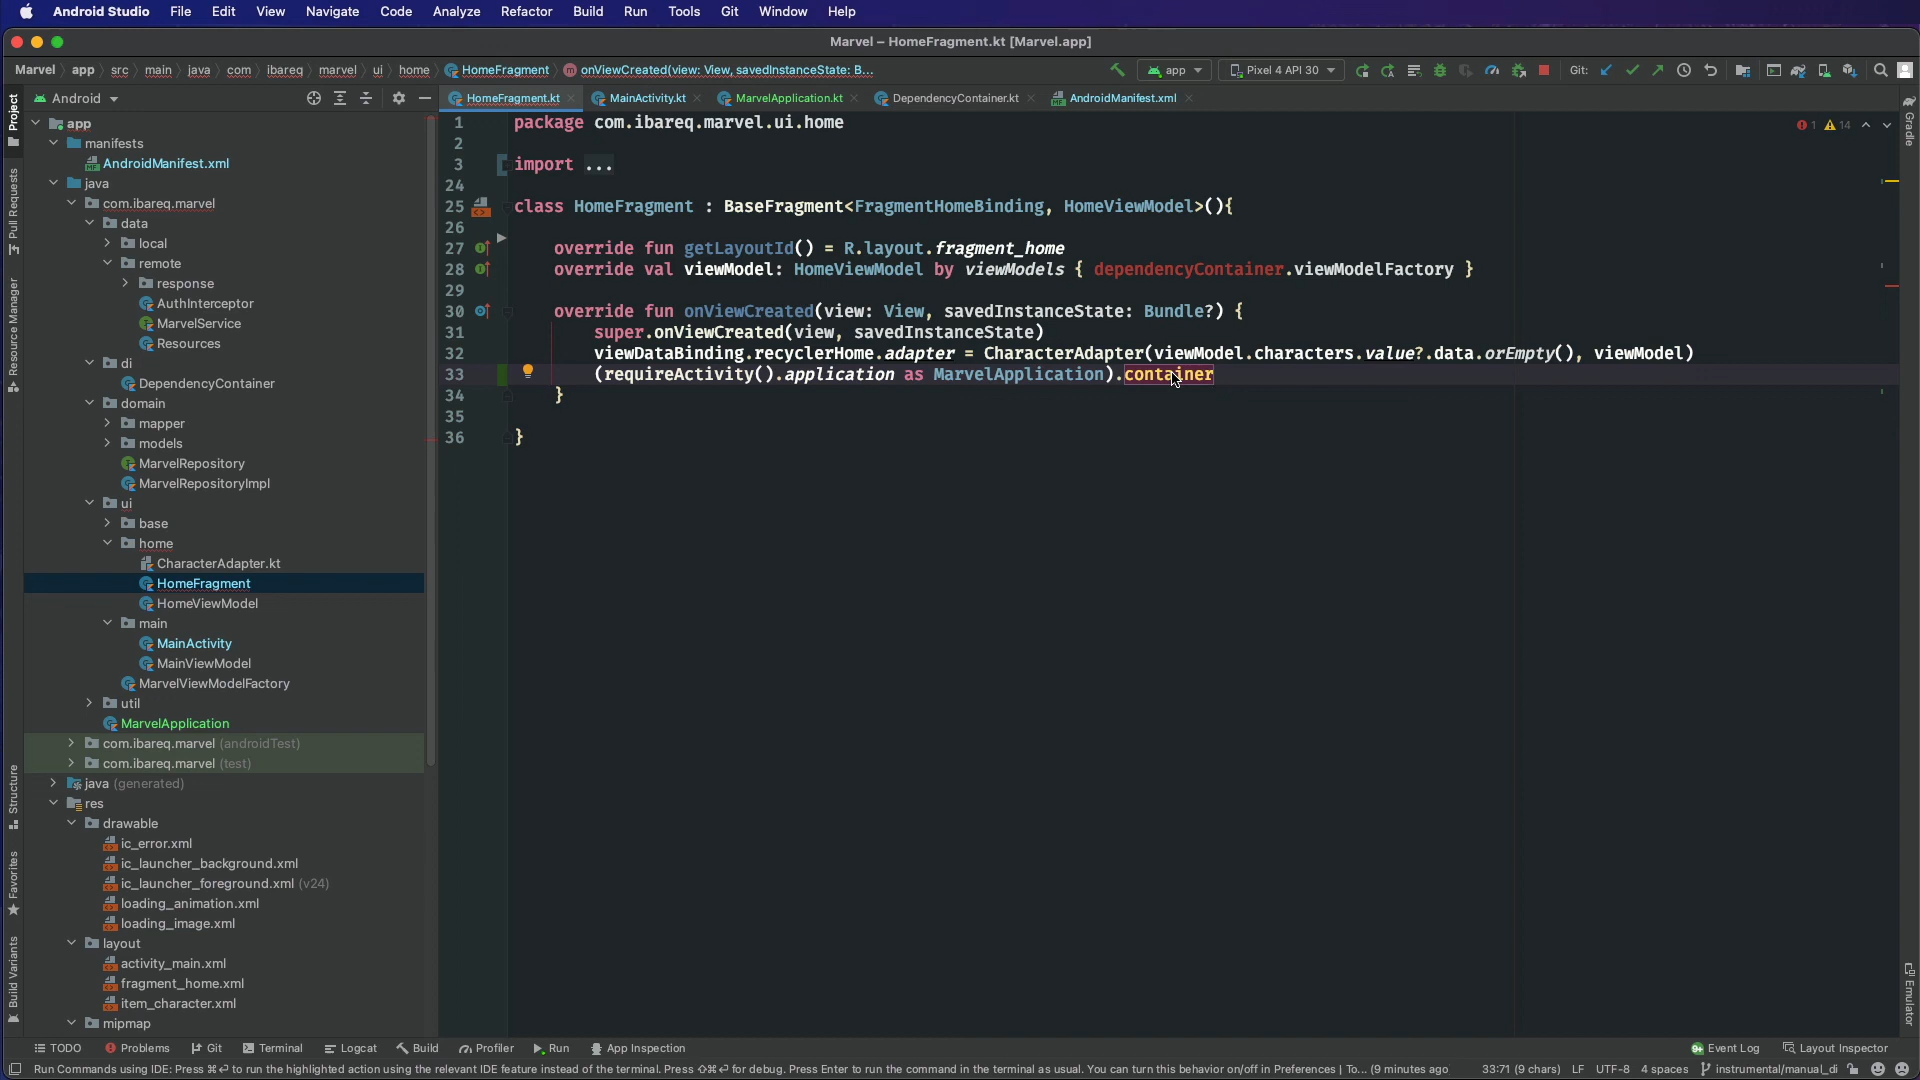 Android Studio File Edit View Navigate Code Analyze Refactor Build Run Tools Git Window Help
Marvel – HomeFragment.kt [Marvel.app]
Marvel app src main java com ibareq marvel ui home HomeFragment onViewCreated(view: View, savedInstanceState: B... app Pixel 4 API 30 Git:
Android
HomeFragment.kt MainActivity.kt MarvelApplication.kt DependencyContainer.kt AndroidManifest.xml
Project
Pull Requests
Resource Manager
Structure
Favorites
Build Variants
app
manifests
AndroidManifest.xml
java
com.ibareq.marvel
data
local
remote
response
AuthInterceptor
MarvelService
Resources
di
DependencyContainer
domain
mapper
models
MarvelRepository
MarvelRepositoryImpl
ui
base
home
CharacterAdapter.kt
HomeFragment
HomeViewModel
main
MainActivity
MainViewModel
MarvelViewModelFactory
util
MarvelApplication
com.ibareq.marvel (androidTest)
com.ibareq.marvel (test)
java (generated)
res
drawable
ic_error.xml
ic_launcher_background.xml
ic_launcher_foreground.xml (v24)
loading_animation.xml
loading_image.xml
layout
activity_main.xml
fragment_home.xml
item_character.xml
mipmap
1 package com.ibareq.marvel.ui.home
2
3 import ...
24
25 class HomeFragment : BaseFragment<FragmentHomeBinding, HomeViewModel>(){
26
27 override fun getLayoutId() = R.layout.fragment_home
28 override val viewModel: HomeViewModel by viewModels { dependencyContainer.viewModelFactory }
29
30 override fun onViewCreated(view: View, savedInstanceState: Bundle?) {
31 super.onViewCreated(view, savedInstanceState)
32 viewDataBinding.recyclerHome.adapter = CharacterAdapter(viewModel.characters.value?.data.orEmpty(), viewModel)
33 (requireActivity().application as MarvelApplication).container
34 }
35
36 }
1 14
Gradle
Emulator
TODO Problems Git Terminal Logcat Build Profiler Run App Inspection 9+ Event Log Layout Inspector
Run Commands using IDE: Press ⌘⏎ to run the highlighted action using the relevant IDE feature instead of the terminal. Press ⇧⌘⏎ for debug. Press Enter to run the command in the terminal as usual. You can turn this behavior on/off in Preferences | To... (9 minutes ago 33:71 (9 chars) LF UTF-8 4 spaces instrumental/manual_di